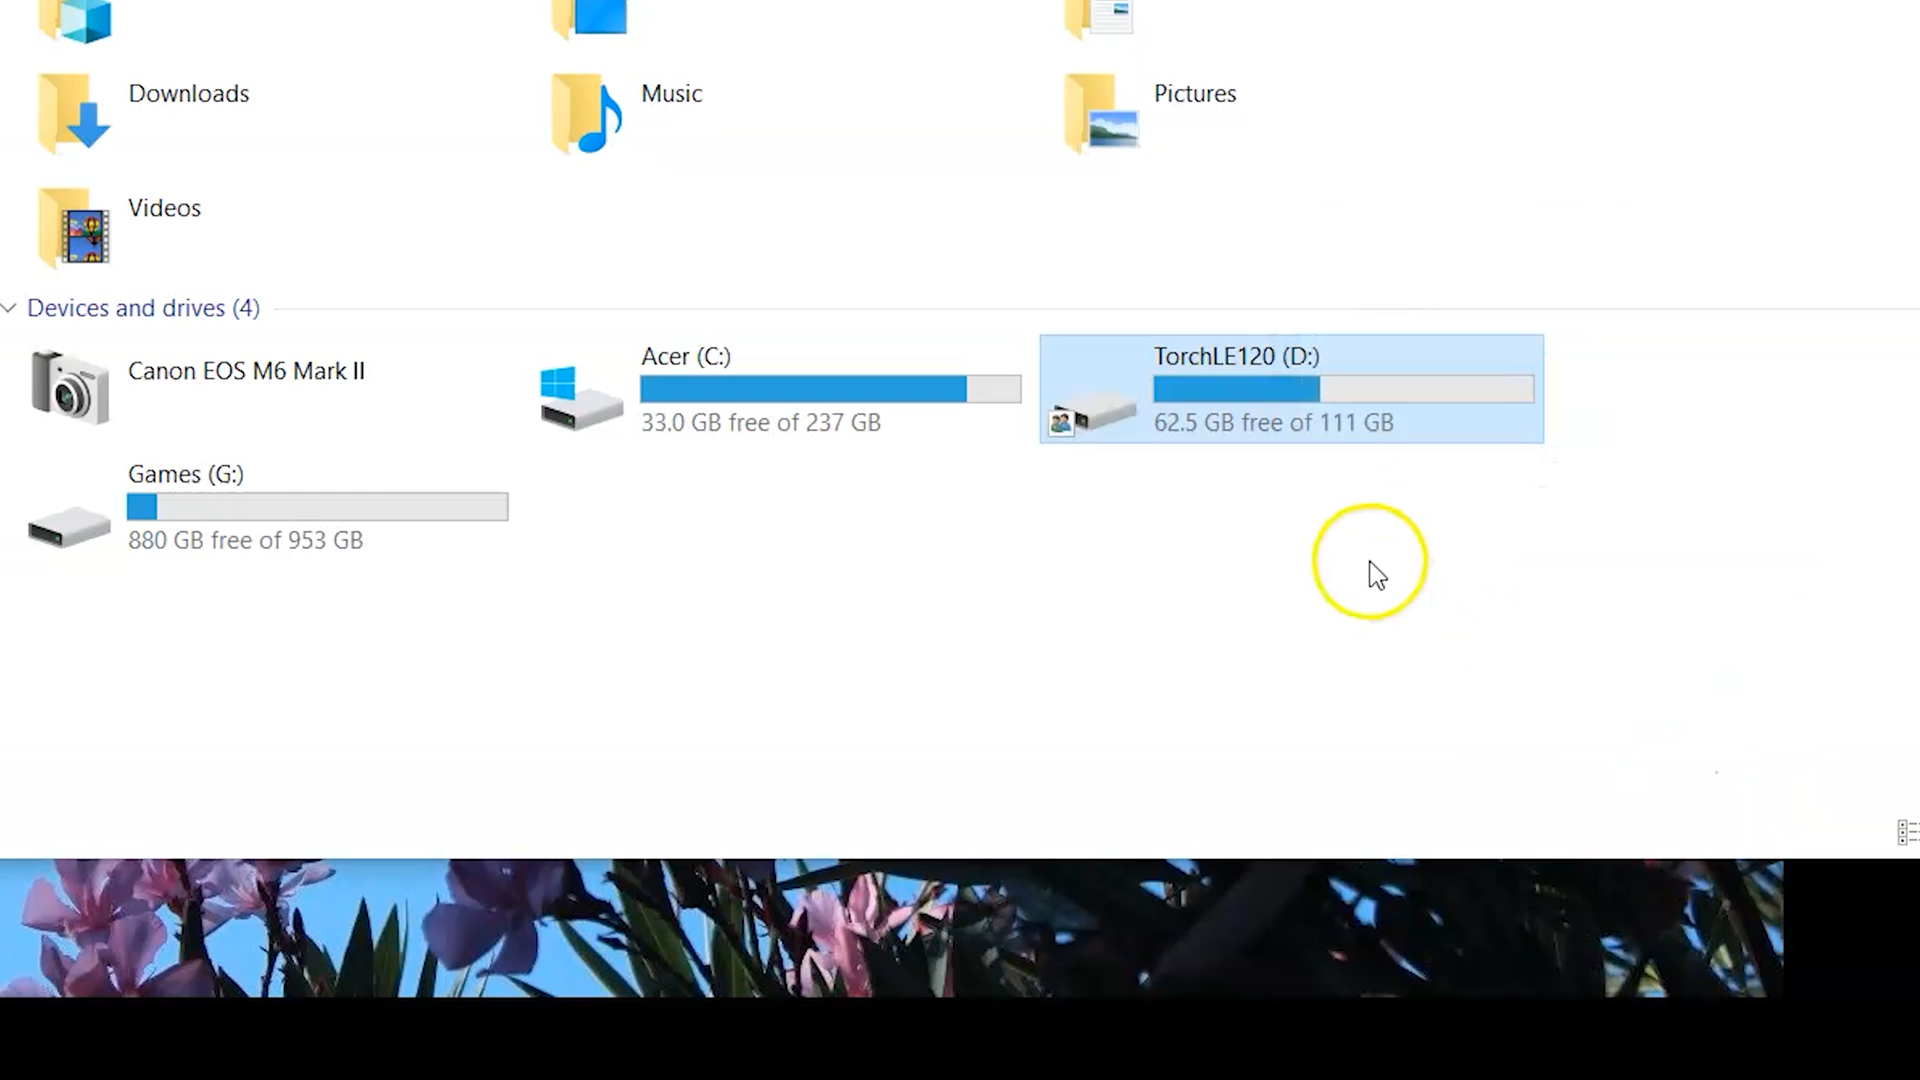 Downloads
Music
Pictures
Videos
Devices and drives (4)
Canon EOS M6 Mark II
Acer (C:)
33.0 GB free of 237 GB
TorchLE120 (D:)
62.5 GB free of 111 GB
Games (G:)
880 GB free of 953 GB